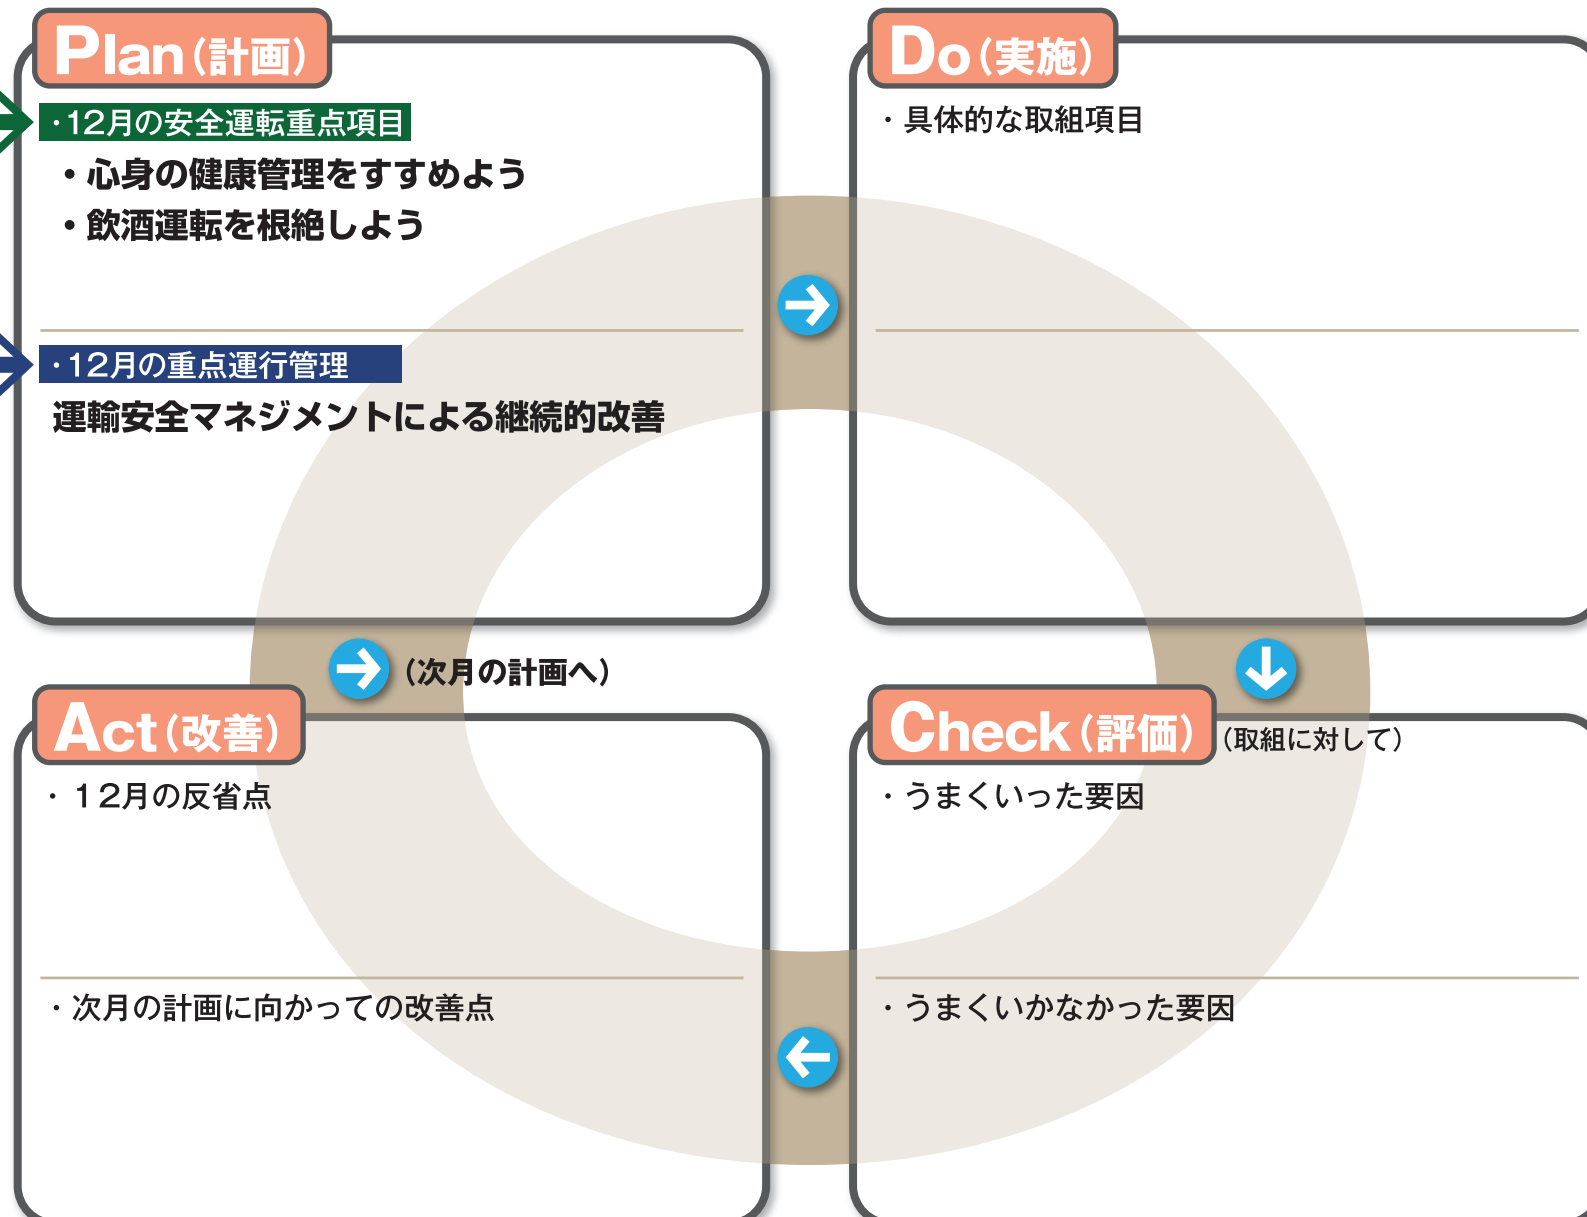 Plan(計画)
・12月の安全運転重点項目
・心身の健康管理をすすめよう
・飲酒運転を根絶しよう
・12月の重点運行管理
運輸安全マネジメントによる継続的改善
Do(実施)
・具体的な取組項目
(次月の計画へ)
Act(改善)
・12月の反省点
・次月の計画に向かっての改善点
Check(評価)
(取組に対して)
・うまくいった要因
・うまくいかなかった要因